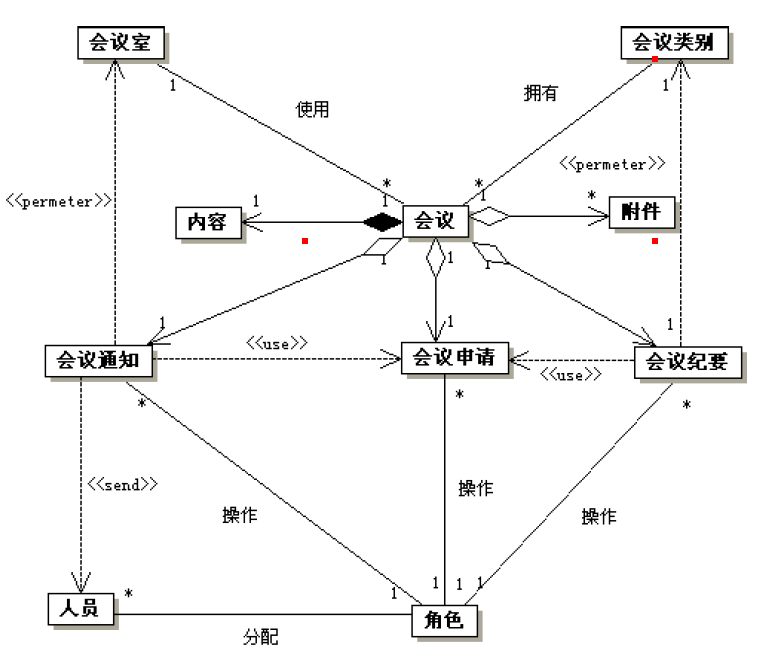 会议室
会议类别
1
使用
拥有
1
<<permeter>>
<<permeter>>
*
*
1
1
1
*
内容
会议
附件
1
1
1
1
1
1
<<use>>
会议通知
会议申请
会议纪要
<<use>>
*
*
*
<<send>>
操作
操作
操作
1
1
1
1
*
人员
角色
分配